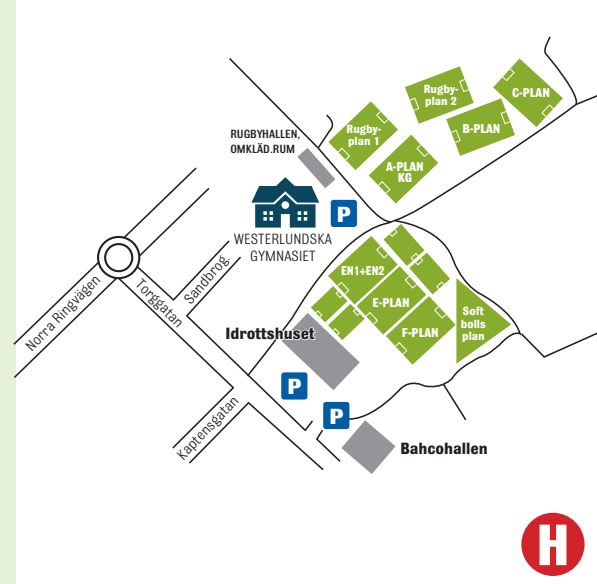 C-PLAN
Rugby-
plan 2
B-PLAN
Rugby-
plan 1
A-PLAN
KG
RUGBYHALLEN,
OMKLÄD.RUM
P
WESTERLUNDSKA
GYMNASIET
Sandbrog.
Torggatan
Norra Ringvägen
EN1+EN2
E-PLAN
F-PLAN
Soft
bolls
plan
Idrottshuset
P
P
Kaptensgatan
Bahcohallen
H